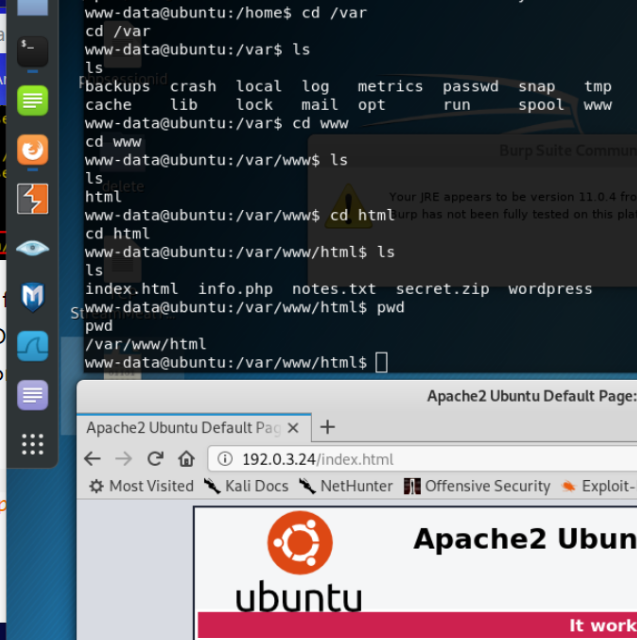 www-data@ubuntu:/home$ cd /var
cd /var
www-data@ubuntu:/var$ ls
ls
backups crash local log metrics passwd snap tmp
cache lib lock mail opt run spool www
www-data@ubuntu:/var$ cd www
cd www
www-data@ubuntu:/var/www$ ls
ls
html
www-data@ubuntu:/var/www$ cd html
cd html
www-data@ubuntu:/var/www/html$ ls
ls
index.html info.php notes.txt secret.zip wordpress
www-data@ubuntu:/var/www/html$ pwd
pwd
/var/www/html
www-data@ubuntu:/var/www/html$
Burp Suite Commun
Your JRE appears to be version 11.0.4 fro
Burp has not been fully tested on this plat
delete
Apache2 Ubuntu Default Page:
Apache2 Ubuntu Default Pag
192.0.3.24/index.html
Most Visited Kali Docs NetHunter Offensive Security Exploit-
Apache2 Ubun
ubuntu
It work